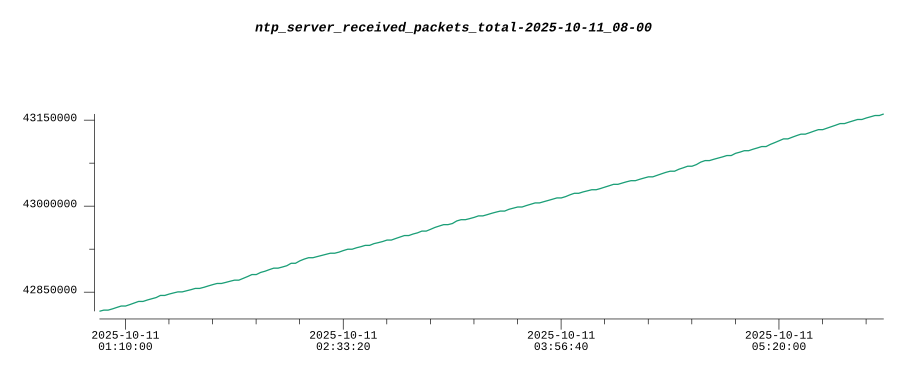 ntp_server_received_packets_total-2025-10-11_08-00
43150000
43000000
42850000
2025-10-11 2025-10-11 2025-10-11 2025-10-11
01:10:00 02:33:20 03:56:40 05:20:00